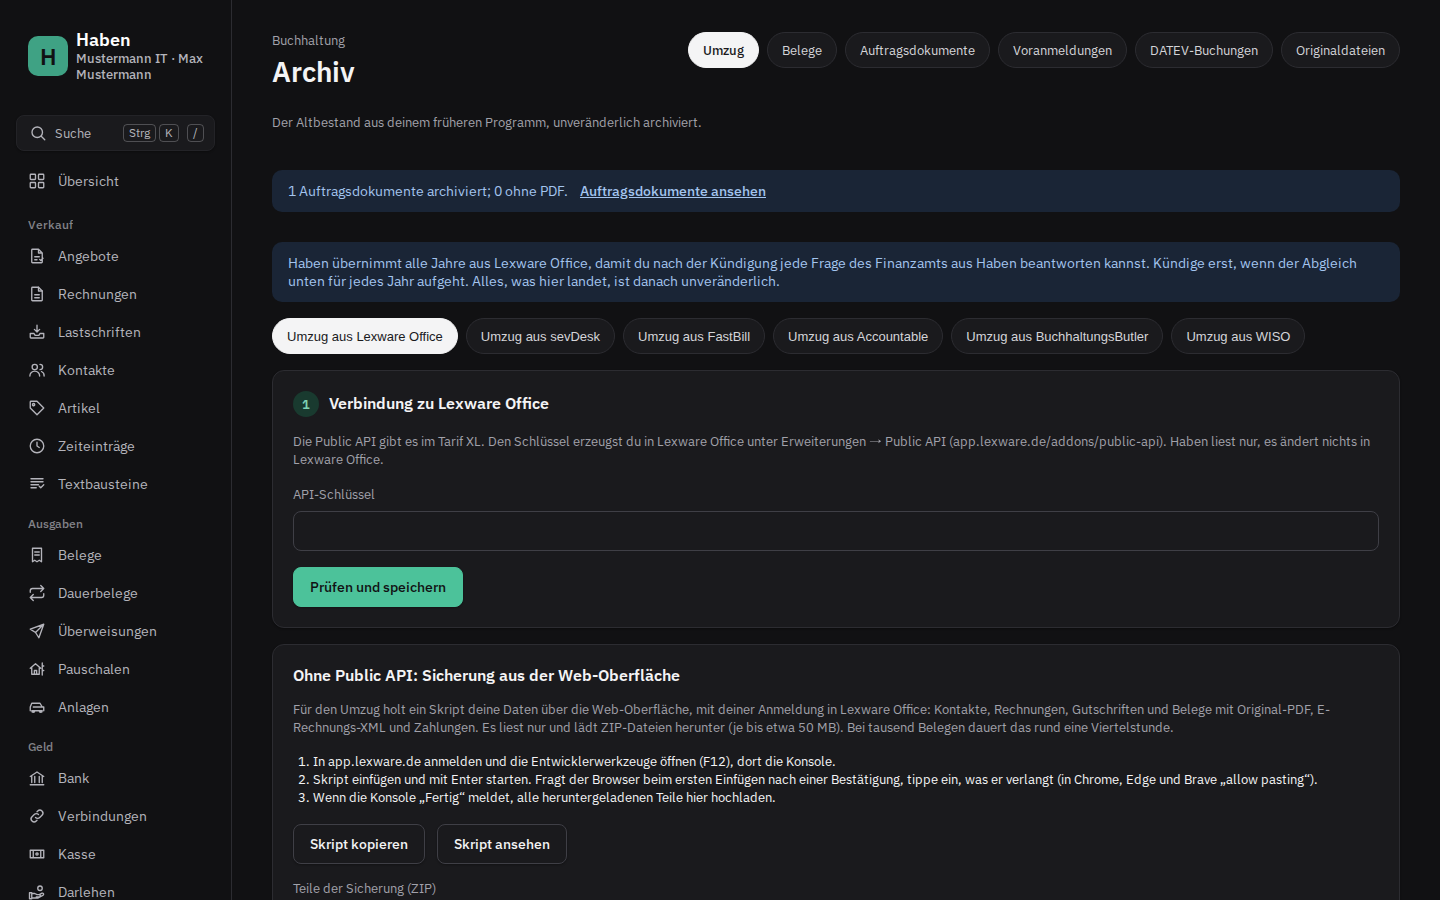 H
Haben
Mustermann IT · Max
Mustermann
Suche
Strg K /
Übersicht
Verkauf
Angebote
Rechnungen
Lastschriften
Kontakte
Artikel
Zeiteinträge
Textbausteine
Ausgaben
Belege
Dauerbelege
Überweisungen
Pauschalen
Anlagen
Geld
Bank
Verbindungen
Kasse
Darlehen
Buchhaltung
Archiv
Umzug
Belege
Auftragsdokumente
Voranmeldungen
DATEV-Buchungen
Originaldateien
Der Altbestand aus deinem früheren Programm, unveränderlich archiviert.
1 Auftragsdokumente archiviert; 0 ohne PDF. Auftragsdokumente ansehen
Haben übernimmt alle Jahre aus Lexware Office, damit du nach der Kündigung jede Frage des Finanzamts aus Haben beantworten kannst. Kündige erst, wenn der Abgleich
unten für jedes Jahr aufgeht. Alles, was hier landet, ist danach unveränderlich.
Umzug aus Lexware Office
Umzug aus sevDesk
Umzug aus FastBill
Umzug aus Accountable
Umzug aus BuchhaltungsButler
Umzug aus WISO
1 Verbindung zu Lexware Office
Die Public API gibt es im Tarif XL. Den Schlüssel erzeugst du in Lexware Office unter Erweiterungen → Public API (app.lexware.de/addons/public-api). Haben liest nur, es ändert nichts in
Lexware Office.
API-Schlüssel
Prüfen und speichern
Ohne Public API: Sicherung aus der Web-Oberfläche
Für den Umzug holt ein Skript deine Daten über die Web-Oberfläche, mit deiner Anmeldung in Lexware Office: Kontakte, Rechnungen, Gutschriften und Belege mit Original-PDF, E-
Rechnungs-XML und Zahlungen. Es liest nur und lädt ZIP-Dateien herunter (je bis etwa 50 MB). Bei tausend Belegen dauert das rund eine Viertelstunde.
1. In app.lexware.de anmelden und die Entwicklerwerkzeuge öffnen (F12), dort die Konsole.
2. Skript einfügen und mit Enter starten. Fragt der Browser beim ersten Einfügen nach einer Bestätigung, tippe ein, was er verlangt (in Chrome, Edge und Brave „allow pasting“).
3. Wenn die Konsole „Fertig“ meldet, alle heruntergeladenen Teile hier hochladen.
Skript kopieren
Skript ansehen
Teile der Sicherung (ZIP)